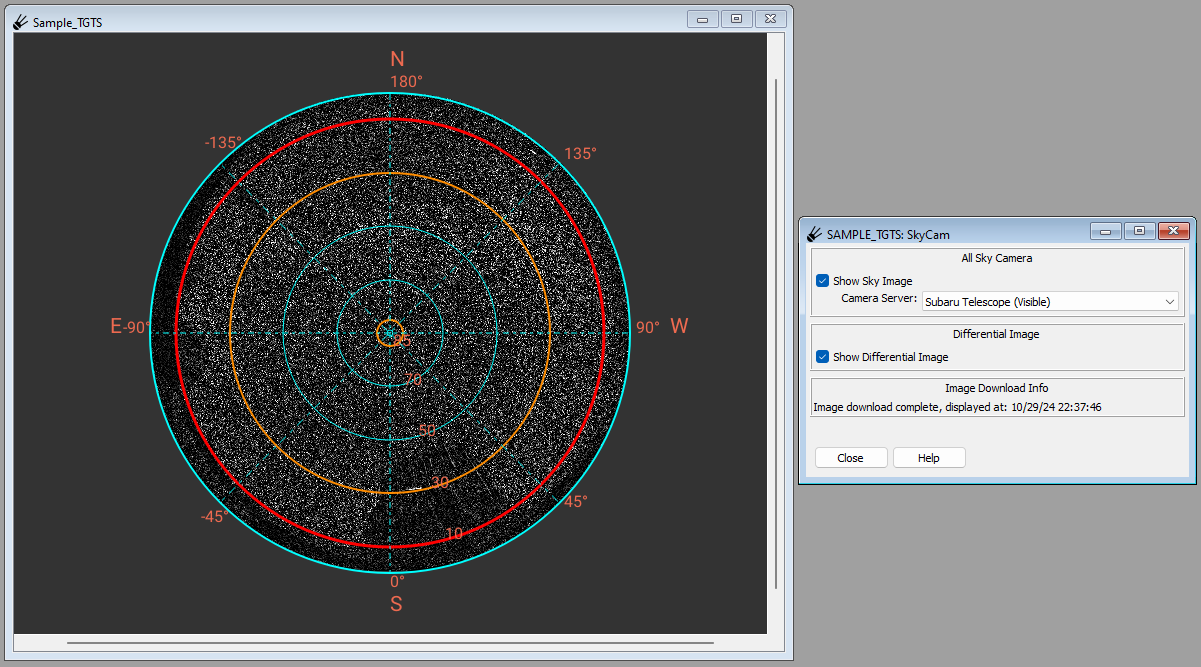 Sample_TGTS
N
180°
-135°
135°
E
-90°
90°
W
85
70
50
30
10
-45°
45°
0°
S
SAMPLE_TGTS: SkyCam
All Sky Camera
Show Sky Image
Camera Server: Subaru Telescope (Visible)
Differential Image
Show Differential Image
Image Download Info
Image download complete, displayed at: 10/29/24 22:37:46
Close
Help